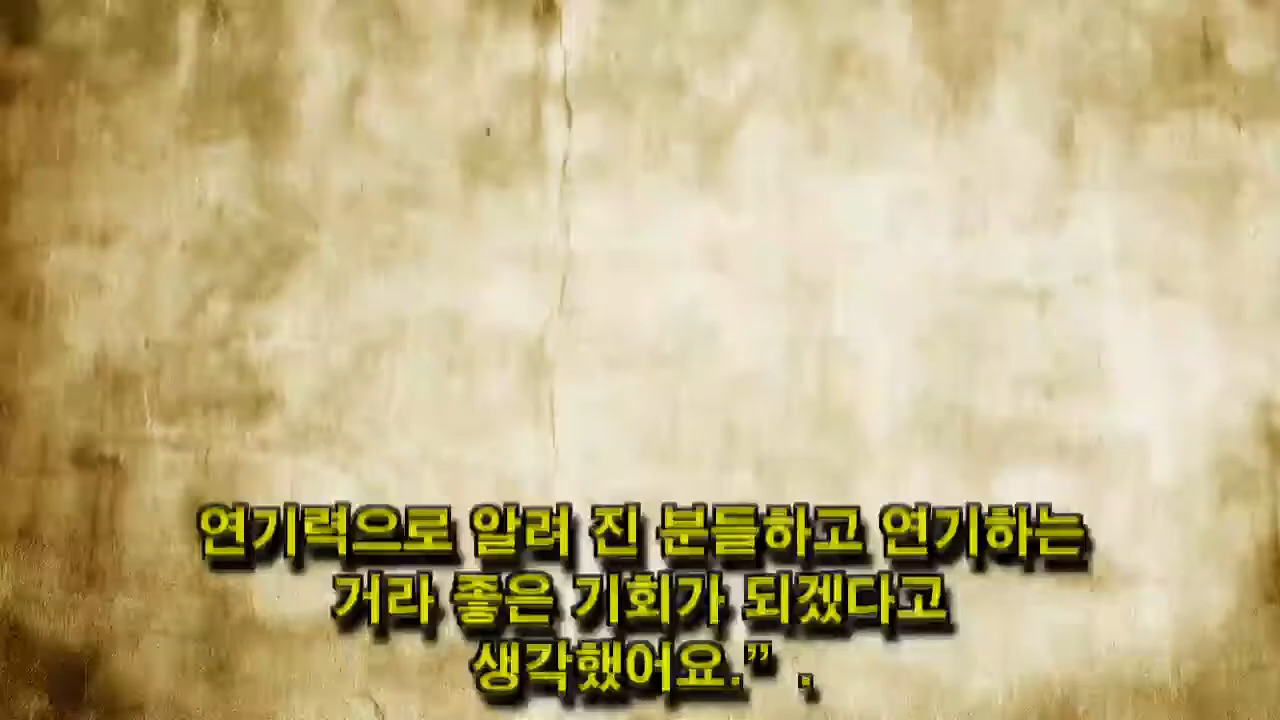 연기력으로 알려 진 분들하고 연기하는
거라 좋은 기회가 되겠다고
생각했어요.” .